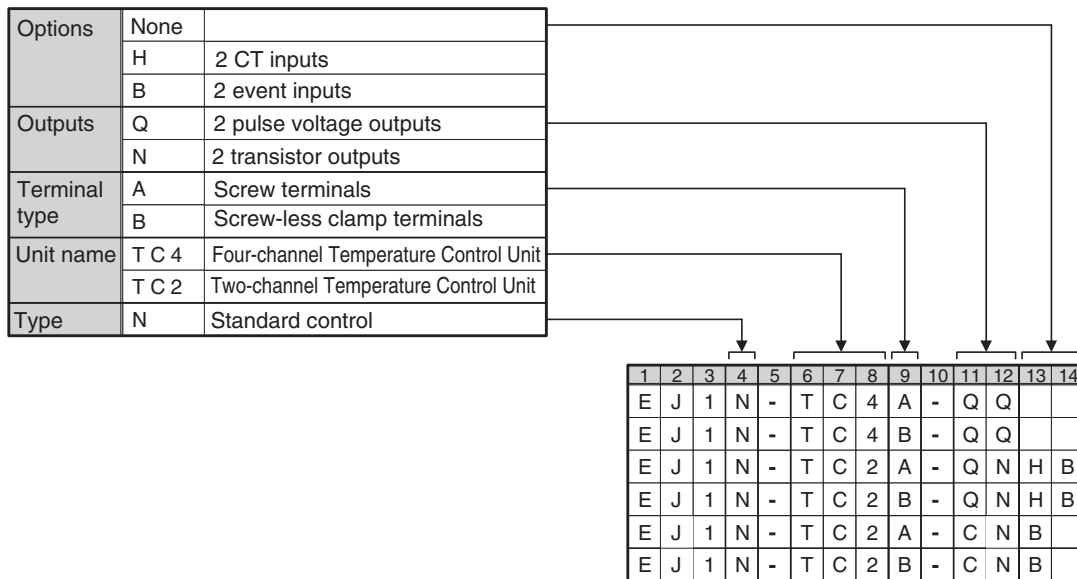 Options None
H 2 CT inputs
B 2 event inputs
Outputs Q 2 pulse voltage outputs
N 2 transistor outputs
Terminal type A Screw terminals
B Screw-less clamp terminals
Unit name T C 4 Four-channel Temperature Control Unit
T C 2 Two-channel Temperature Control Unit
Type N Standard control
1 2 3 4 5 6 7 8 9 10 11 12 13 14
E J 1 N - T C 4 A - Q Q
E J 1 N - T C 4 B - Q Q
E J 1 N - T C 2 A - Q N H B
E J 1 N - T C 2 B - Q N H B
E J 1 N - T C 2 A - C N B
E J 1 N - T C 2 B - C N B